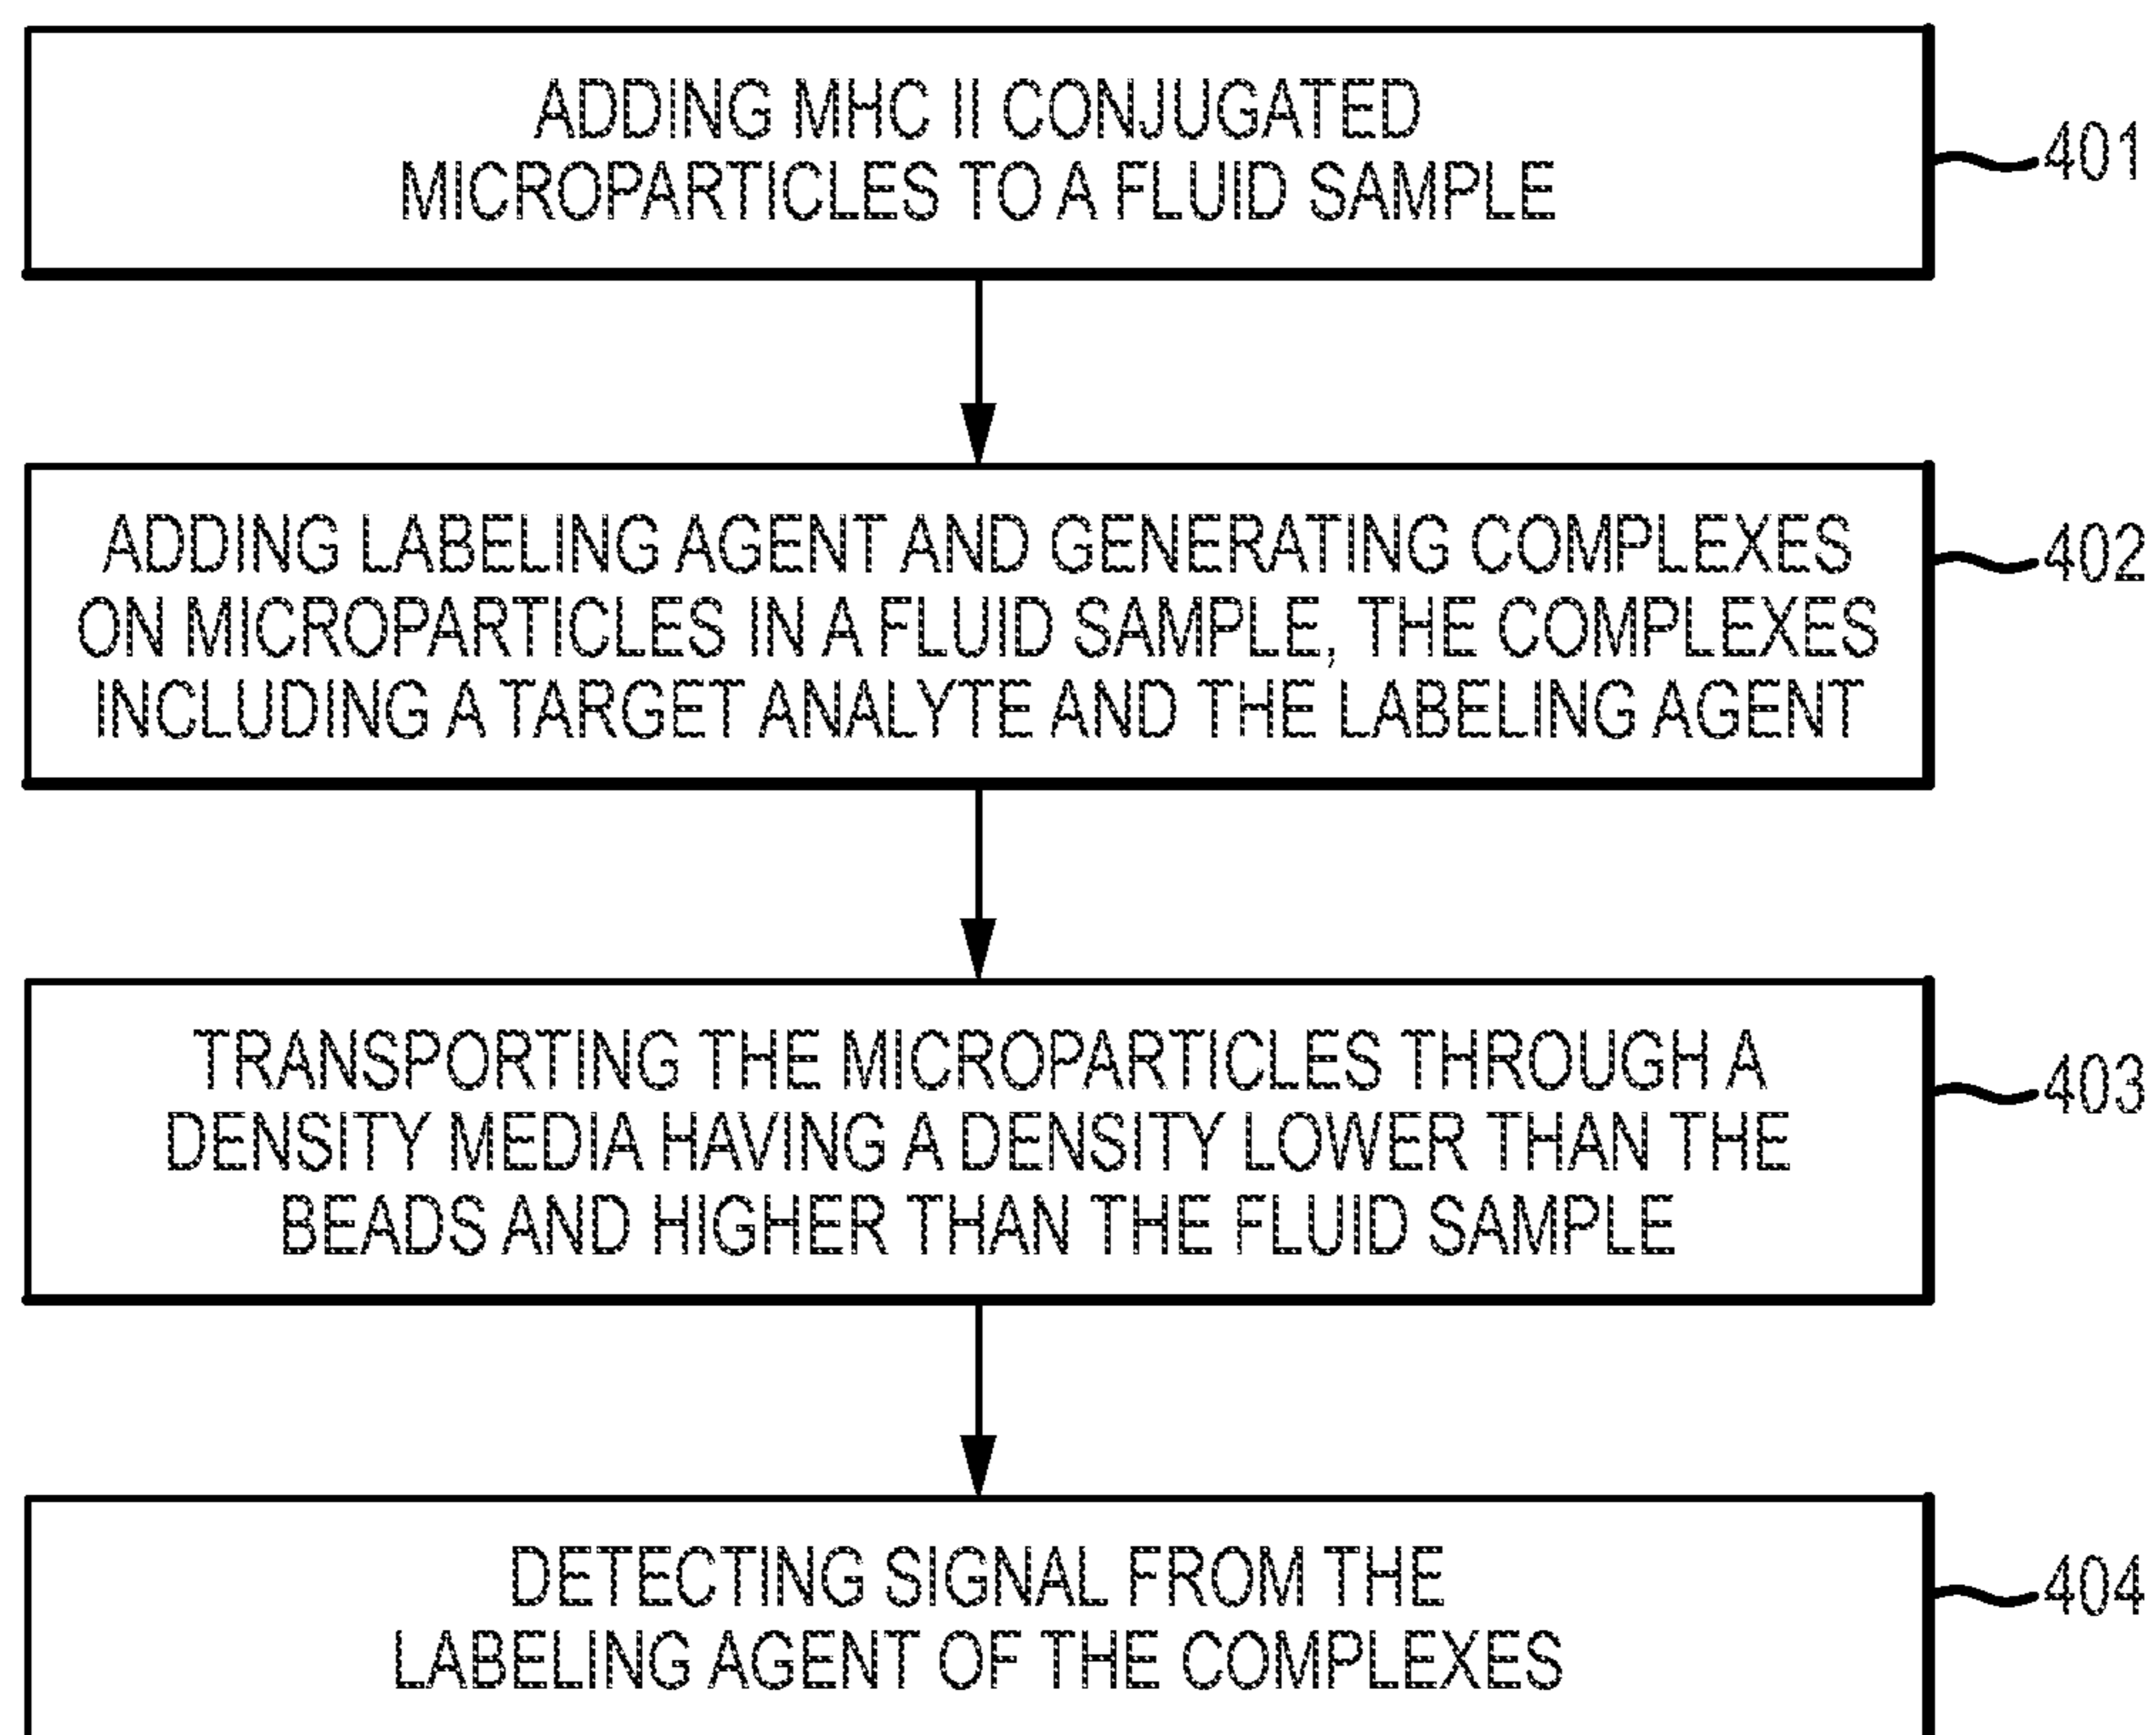 ADDING MHC II CONJUGATED
MICROPARTICLES TO A FLUID SAMPLE
401
ADDING LABELING AGENT AND GENERATING COMPLEXES
ON MICROPARTICLES IN A FLUID SAMPLE, THE COMPLEXES
INCLUDING A TARGET ANALYTE AND THE LABELING AGENT
402
TRANSPORTING THE MICROPARTICLES THROUGH A
DENSITY MEDIA HAVING A DENSITY LOWER THAN THE
BEADS AND HIGHER THAN THE FLUID SAMPLE
403
DETECTING SIGNAL FROM THE
LABELING AGENT OF THE COMPLEXES
404